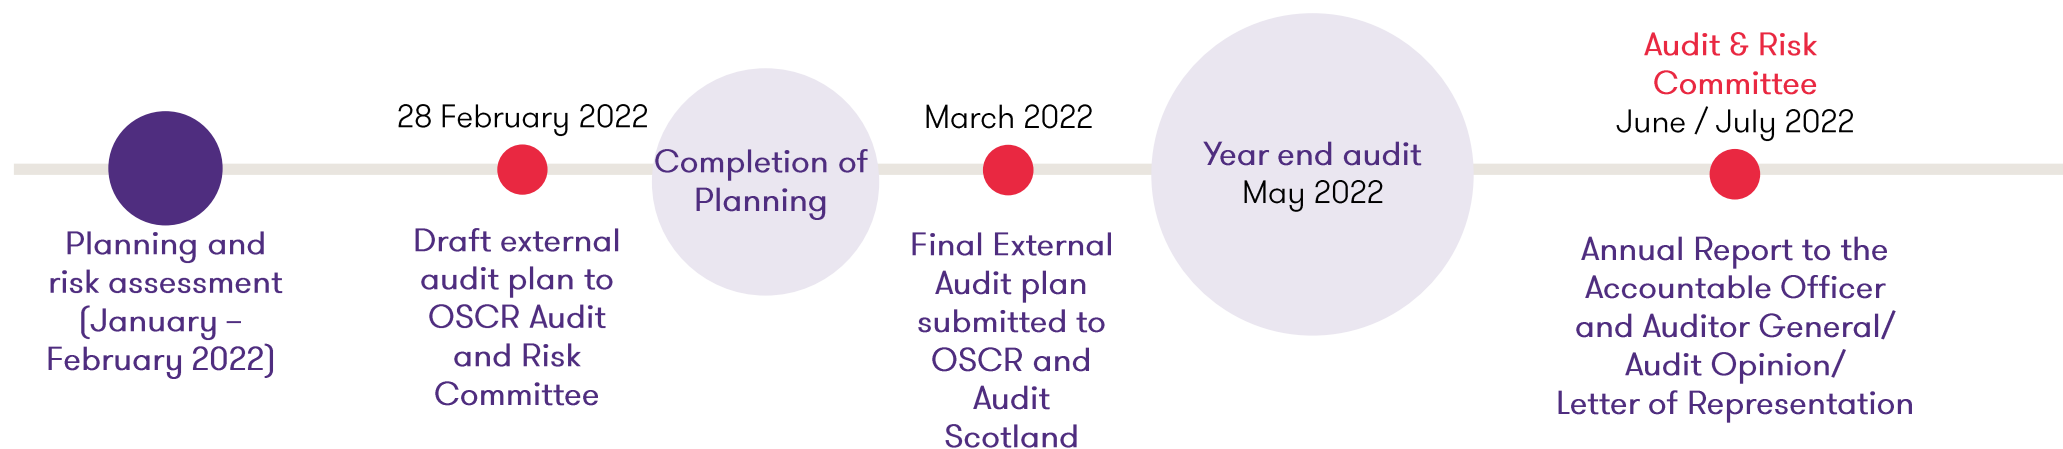 Planning and
risk assessment
(January –
February 2022)
28 February 2022
Draft external
audit plan to
OSCR Audit
and Risk
Committee
Completion of
Planning
March 2022
Final External
Audit plan
submitted to
OSCR and
Audit
Scotland
Year end audit
May 2022
Audit & Risk
Committee
June / July 2022
Annual Report to the
Accountable Officer
and Auditor General/
Audit Opinion/
Letter of Representation